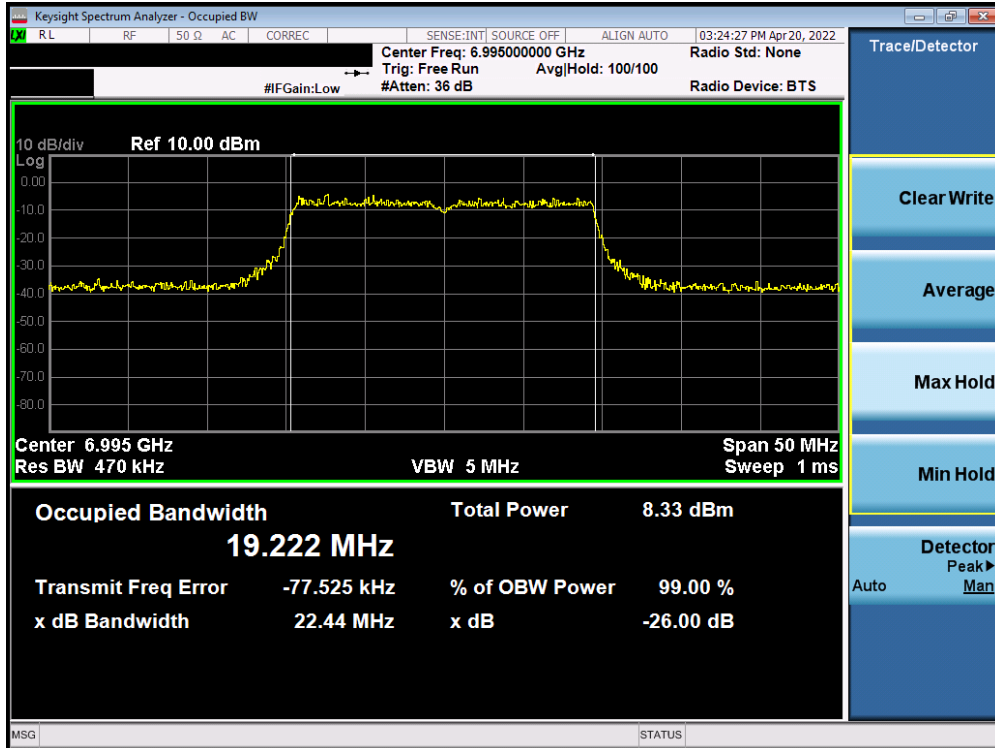 Keysight Spectrum Analyzer - Occupied BW
LXI RL RF 50 Ω AC CORREC SENSE:INT SOURCE OFF ALIGN AUTO 03:24:27 PM Apr 20, 2022
Center Freq: 6.995000000 GHz Radio Std: None
Trig: Free Run Avg|Hold: 100/100
#IFGain:Low #Atten: 36 dB Radio Device: BTS
10 dB/div Ref 10.00 dBm
Log
0.00
-10.0
-20.0
-30.0
-40.0
-50.0
-60.0
-70.0
-80.0
Center 6.995 GHz Span 50 MHz
Res BW 470 kHz VBW 5 MHz Sweep 1 ms
Occupied Bandwidth Total Power 8.33 dBm
19.222 MHz
Transmit Freq Error -77.525 kHz % of OBW Power 99.00 %
x dB Bandwidth 22.44 MHz x dB -26.00 dB
MSG STATUS
Trace/Detector
Clear Write
Average
Max Hold
Min Hold
Detector
Peak▶
Auto Man